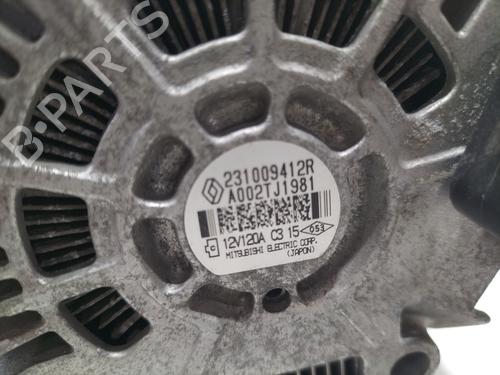 B-PARTS
231009412R
A002TJ1981
C 12V120A C3 15 053
MITSUBISHI ELECTRIC CORP.
(JAPON)